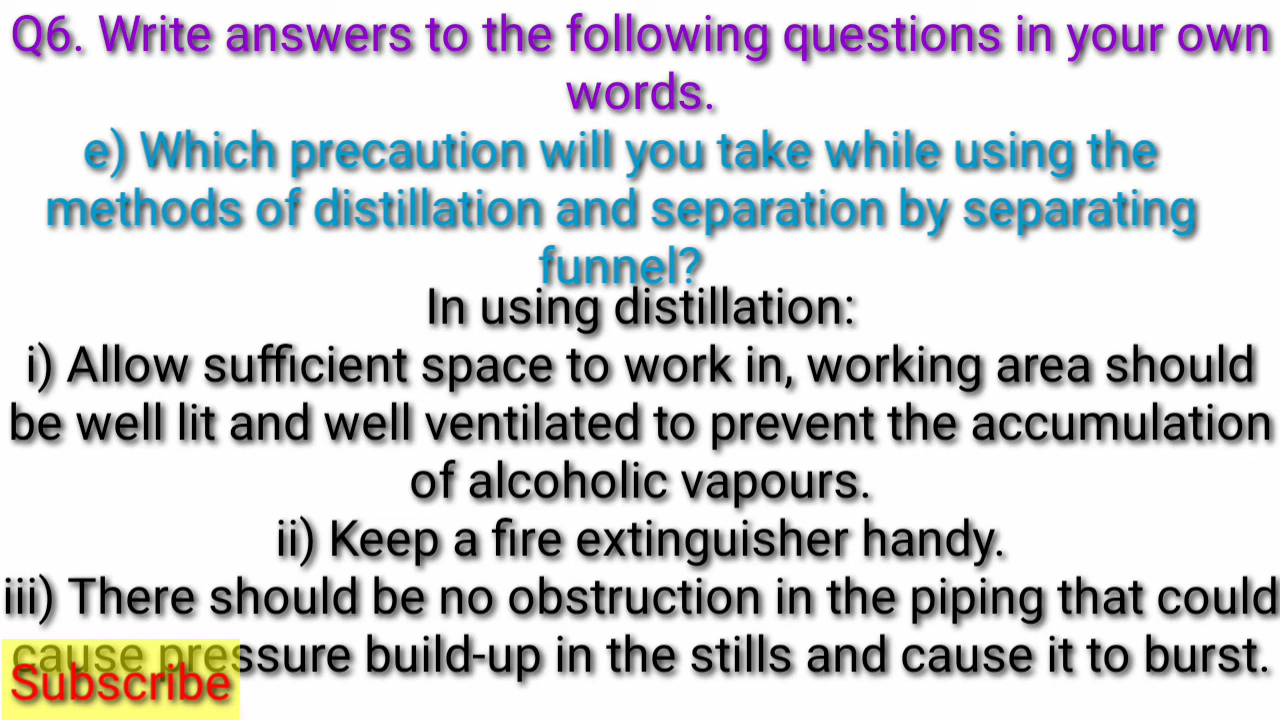 Q6. Write answers to the following questions in your own
words.
e) Which precaution will you take while using the
methods of distillation and separation by separating
funnel?
In using distillation:
i) Allow sufficient space to work in, working area should
be well lit and well ventilated to prevent the accumulation
of alcoholic vapours.
ii) Keep a fire extinguisher handy.
iii) There should be no obstruction in the piping that could
cause pressure build-up in the stills and cause it to burst.
Subscribe